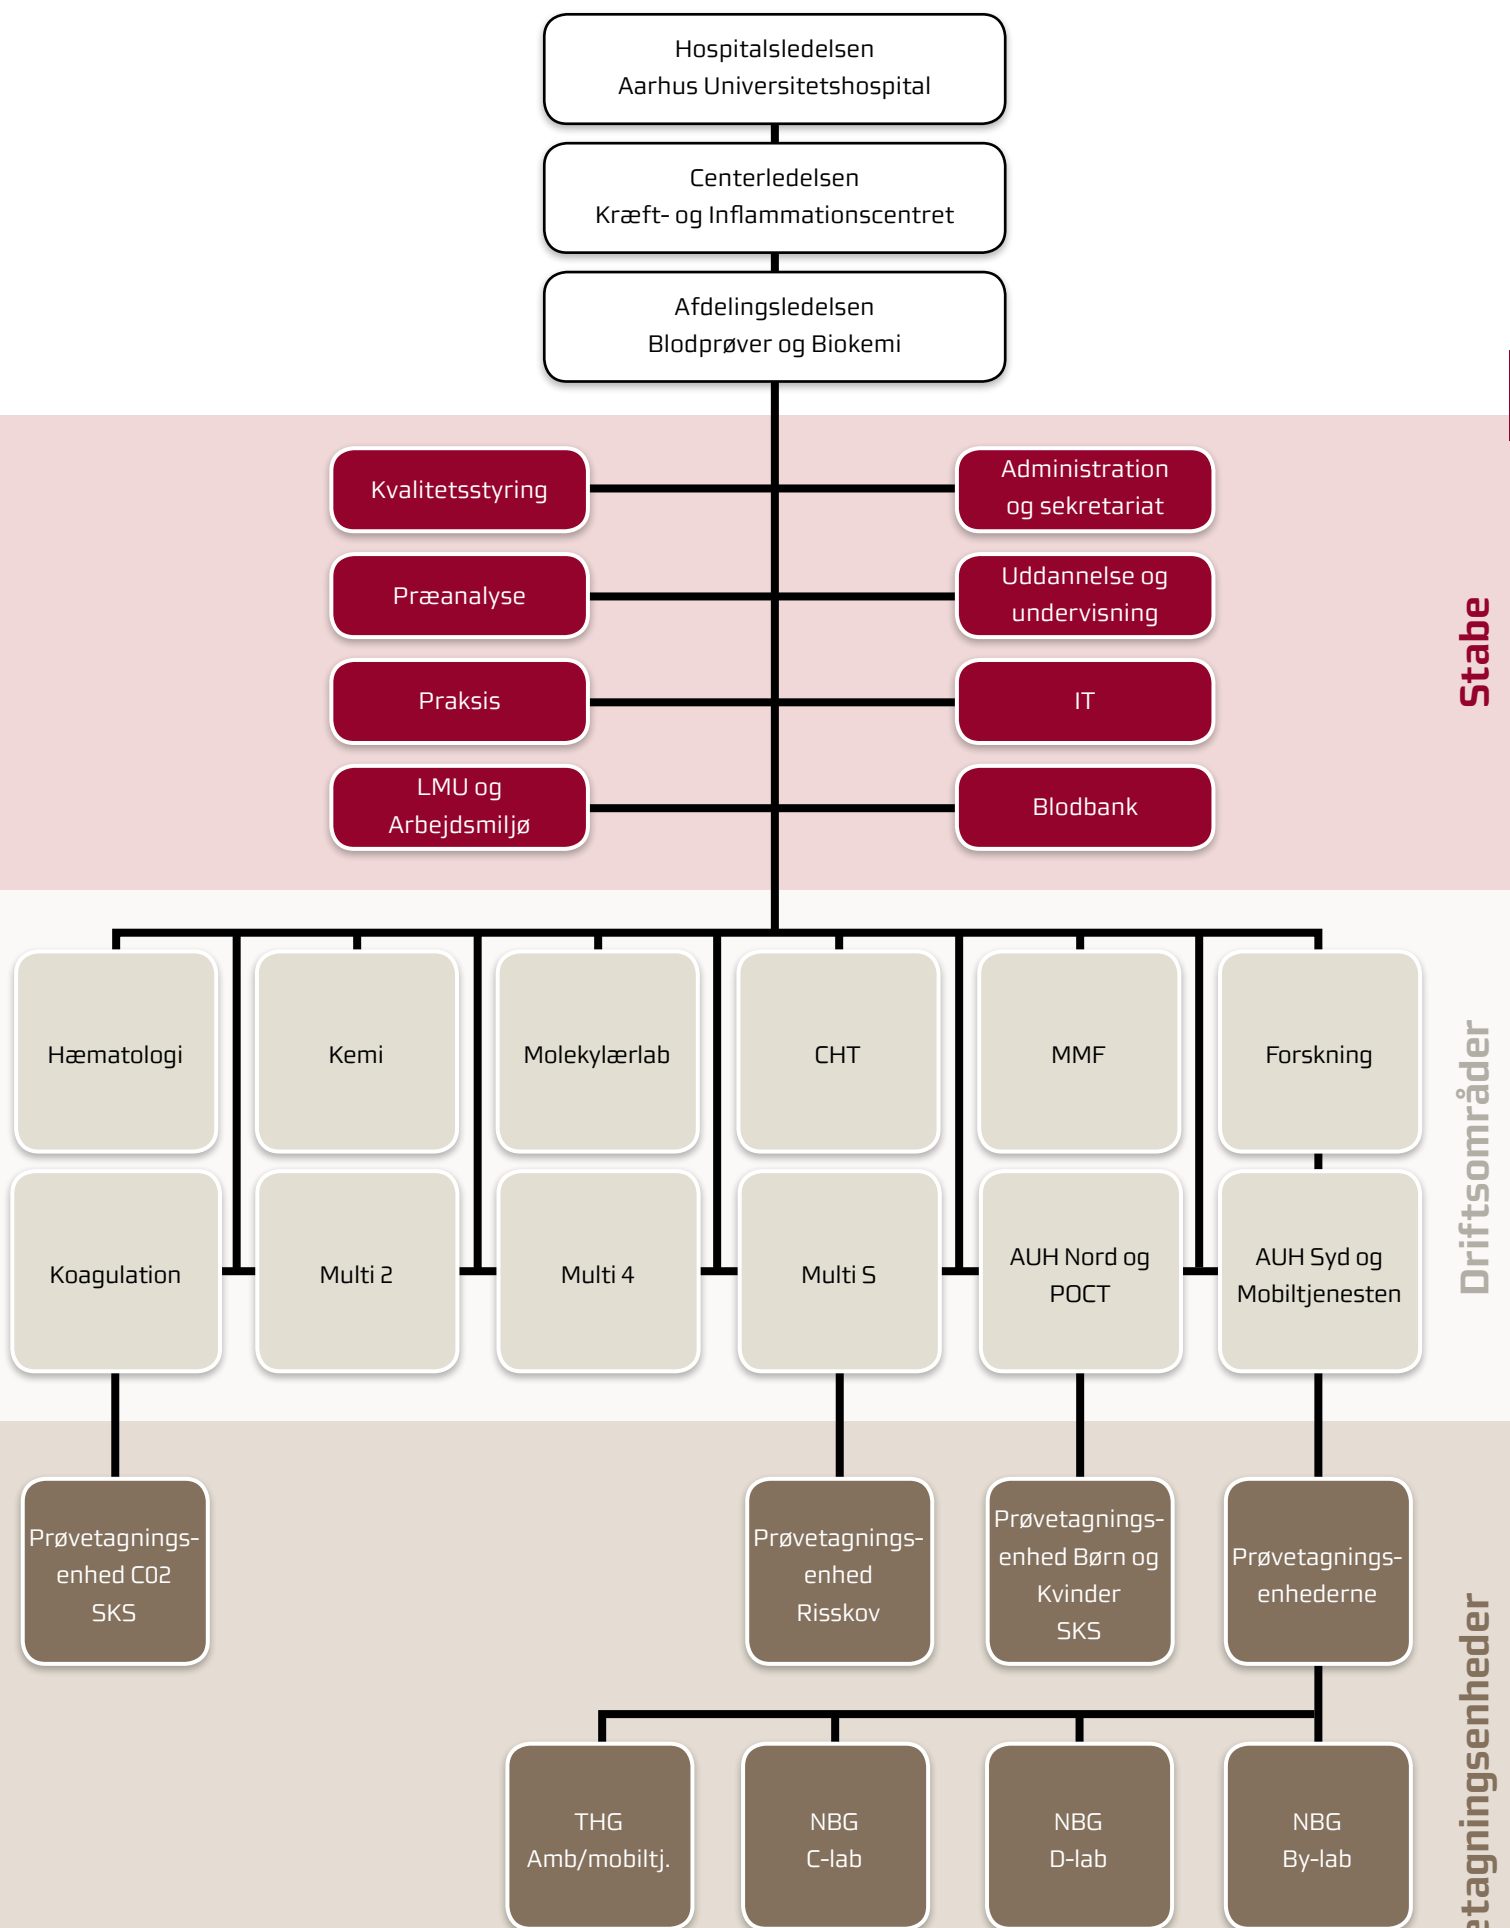 Hospitalsledelsen
Aarhus Universitetshospital
Centerledelsen
Kræft- og Inflammationscentret
Afdelingsledelsen
Blodprøver og Biokemi
Kvalitetsstyring
Administration
og sekretariat
Præanalyse
Uddannelse og
undervisning
Praksis
IT
LMU og
Arbejdsmiljø
Blodbank
Stabe
Hæmatologi
Kemi
Molekylærlab
CHT
MMF
Forskning
Koagulation
Multi 2
Multi 4
Multi 5
AUH Nord og
POCT
AUH Syd og
Mobiltjenesten
Driftsområder
Prøvetagnings-
enhed C02
SKS
Prøvetagnings-
enhed
Risskov
Prøvetagnings-
enhed Børn og
Kvinder
SKS
Prøvetagnings-
enhederne
THG
Amb/mobiltj.
NBG
C-lab
NBG
D-lab
NBG
By-lab
etagningsenheder